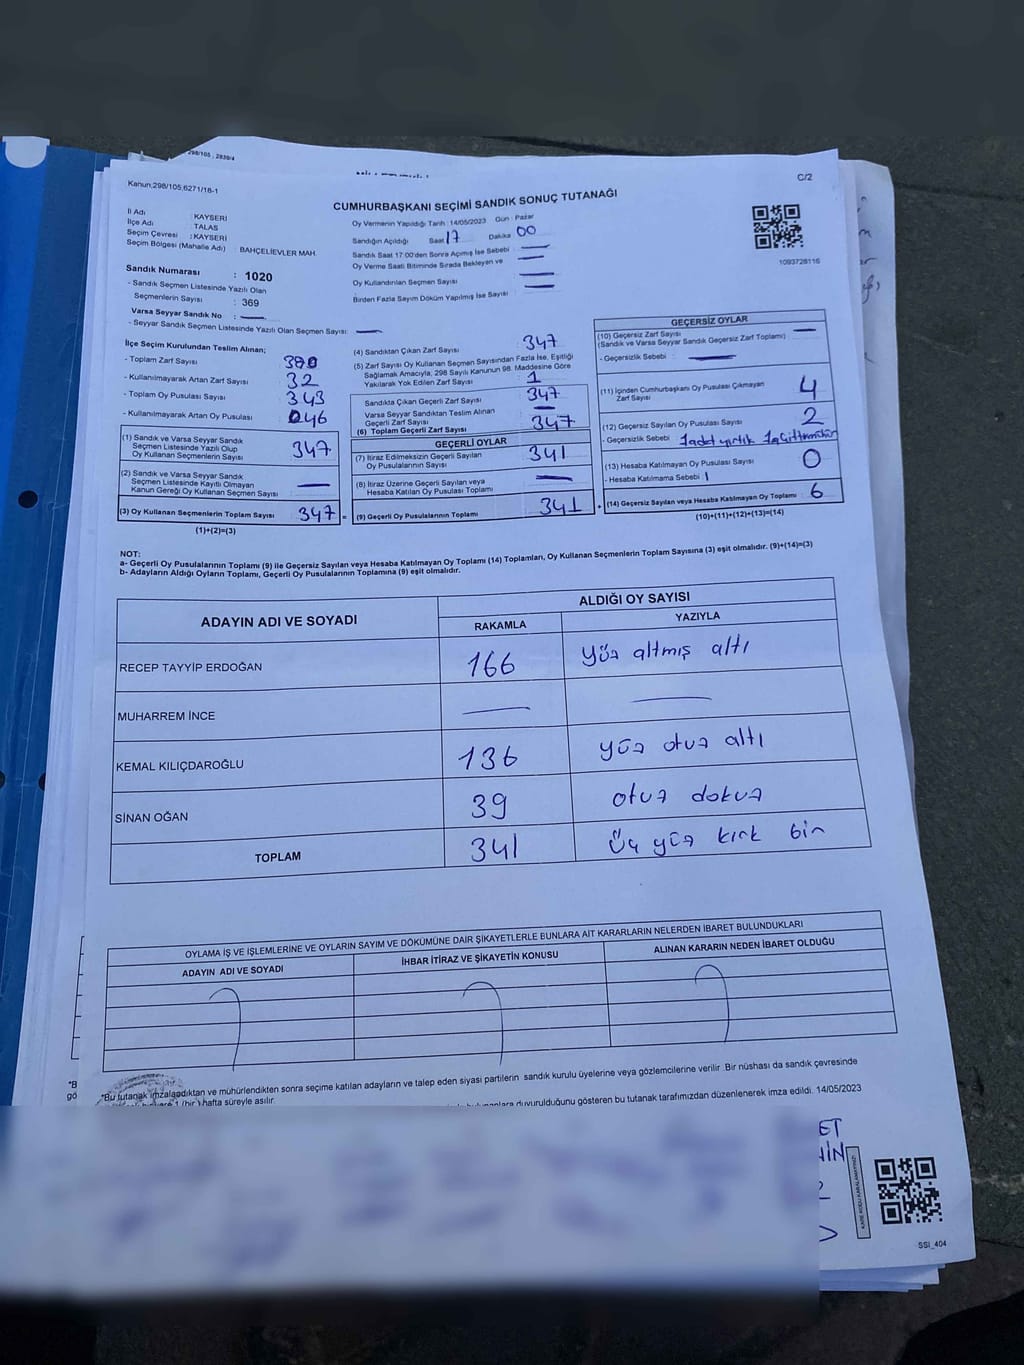 298/105 , 2839/4
Kanun;298/105,6271/16-1
C/2
CUMHURBAŞKANI SEÇİMİ SANDIK SONUÇ TUTANAĞI
İl Adı : KAYSERİ
İlçe Adı : TALAS
Seçim Çevresi : KAYSERİ
Seçim Bölgesi (Mahalle Adı) : BAHÇELİEVLER MAH.
Sandık Numarası : 1020
- Sandık Seçmen Listesinde Yazılı Olan
Seçmenlerin Sayısı : 369
Varsa Seyyar Sandık No :
- Seyyar Sandık Seçmen Listesinde Yazılı Olan Seçmen Sayısı:
Oy Vermenin Yapıldığı Tarih : 14/05/2023 Gün : Pazar
Sandığın Açıldığı Saat 17 Dakika 00
Sandık Saat 17:00'den Sonra Açılmış İse Sebebi :
Oy Verme Saati Bitiminde Sırada Bekleyen ve
Oy Kullandırılan Seçmen Sayısı :
Birden Fazla Sayım Döküm Yapılmış İse Sayısı :
1093728116
İlçe Seçim Kurulundan Teslim Alınan;
- Toplam Zarf Sayısı 380
- Kullanılmayarak Artan Zarf Sayısı 32
- Toplam Oy Pusulası Sayısı 343
- Kullanılmayarak Artan Oy Pusulası 046
(1) Sandık ve Varsa Seyyar Sandık
Seçmen Listesinde Yazılı Olup
Oy Kullanan Seçmenlerin Sayısı 347
(2) Sandık ve Varsa Seyyar Sandık
Seçmen Listesinde Kayıtlı Olmayan
Kanun Gereği Oy Kullanan Seçmen Sayısı
(3) Oy Kullanan Seçmenlerin Toplam Sayısı 347 =
(1)+(2)=(3)
(4) Sandıktan Çıkan Zarf Sayısı 347
(5) Zarf Sayısı Oy Kullanan Seçmen Sayısından Fazla İse, Eşitliği
Sağlamak Amacıyla, 298 Sayılı Kanunun 98. Maddesine Göre
Yakılarak Yok Edilen Zarf Sayısı 1
Sandıkta Çıkan Geçerli Zarf Sayısı 347
Varsa Seyyar Sandıktan Teslim Alınan
Geçerli Zarf Sayısı
(6) Toplam Geçerli Zarf Sayısı 347
GEÇERLİ OYLAR
(7) İtiraz Edilmeksizin Geçerli Sayılan
Oy Pusulalarının Sayısı 341
(8) İtiraz Üzerine Geçerli Sayılan veya
Hesaba Katılan Oy Pusulası Toplamı
(9) Geçerli Oy Pusulalarının Toplamı 341 +
GEÇERSİZ OYLAR
(10) Geçersiz Zarf Sayısı
(Sandık ve Varsa Seyyar Sandık Geçersiz Zarf Toplamı)
- Geçersizlik Sebebi :
(11) İçinden Cumhurbaşkanı Oy Pusulası Çıkmayan
Zarf Sayısı 4
(12) Geçersiz Sayılan Oy Pusulası Sayısı 2
- Geçersizlik Sebebi 1 adet yırtık
(13) Hesaba Katılmayan Oy Pusulası Sayısı 0
- Hesaba Katılmama Sebebi
(14) Geçersiz Sayılan veya Hesaba Katılmayan Oy Toplamı 6
(10)+(11)+(12)+(13)=(14)
NOT:
a- Geçerli Oy Pusulalarının Toplamı (9) ile Geçersiz Sayılan veya Hesaba Katılmayan Oy Toplamı (14) Toplamları, Oy Kullanan Seçmenlerin Toplam Sayısına (3) eşit olmalıdır. (9)+(14)=(3)
b- Adayların Aldığı Oyların Toplamı, Geçerli Oy Pusulalarının Toplamına (9) eşit olmalıdır.
ADAYIN ADI VE SOYADI
ALDIĞI OY SAYISI
RAKAMLA YAZIYLA
RECEP TAYYİP ERDOĞAN 166 yüz altmış altı
MUHARREM İNCE
KEMAL KILIÇDAROĞLU 136 yüz otuz altı
SİNAN OĞAN 39 otuz dokuz
TOPLAM 341 üç yüz kırk bir
OYLAMA İŞ VE İŞLEMLERİNE VE OYLARIN SAYIM VE DÖKÜMÜNE DAİR ŞİKAYETLERLE BUNLARA AİT KARARLARIN NELERDEN İBARET BULUNDUKLARI
ADAYIN ADI VE SOYADI İHBAR İTİRAZ VE ŞİKAYETİN KONUSU ALINAN KARARIN NEDEN İBARET OLDUĞU
*Bu tutanak imzalandıktan ve mühürlendikten sonra seçime katılan adayların ve talep eden siyasi partilerin sandık kurulu üyelerine veya gözlemcilerine verilir. Bir nüshası da sandık çevresinde
1 (bir ) hafta süreyle asılır.
duyurulduğunu gösteren bu tutanak tarafımızdan düzenlenerek imza edildi. 14/05/2023
SSI_404